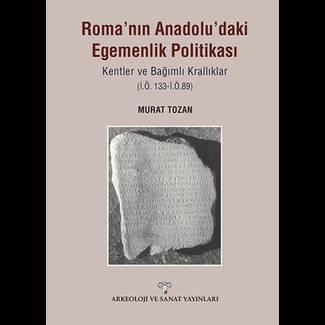 Roma’nın Anadolu’daki
Egemenlik Politikası
Kentler ve Bağımlı Krallıklar
(İ.Ö. 133-İ.Ö.89)
MURAT TOZAN
ARKEOLOJİ VE SANAT YAYINLARI